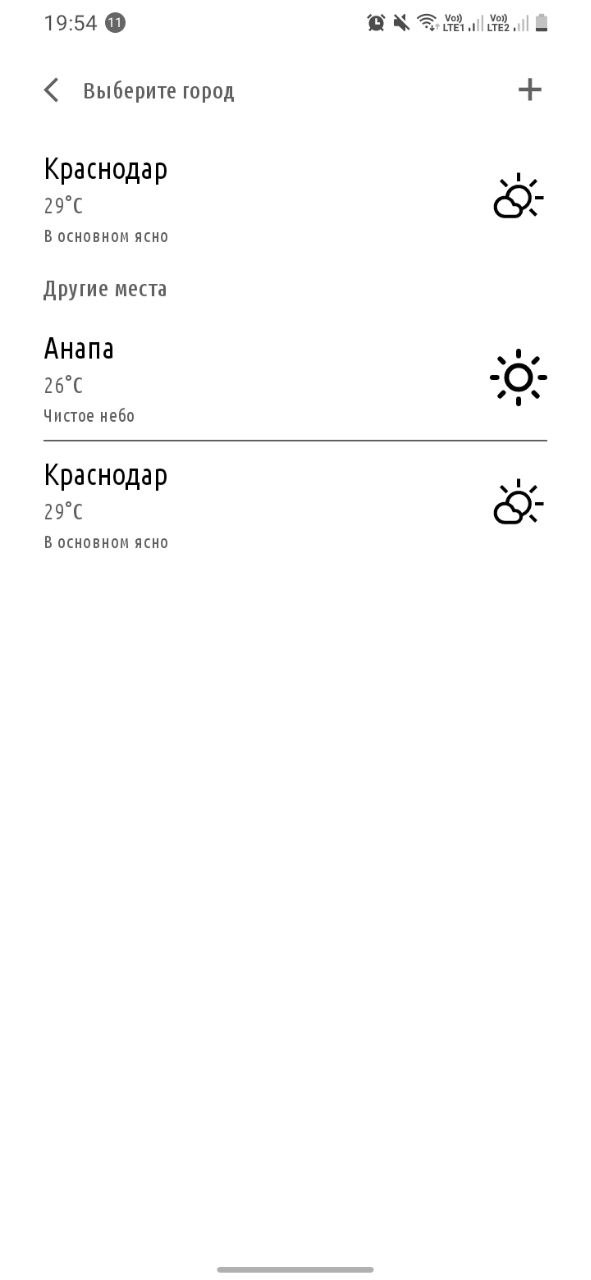 19:54 11 Vo)) LTE1 Vo)) LTE2
Выберите город
Краснодар
29°C
В основном ясно
Другие места
Анапа
26°C
Чистое небо
Краснодар
29°C
В основном ясно